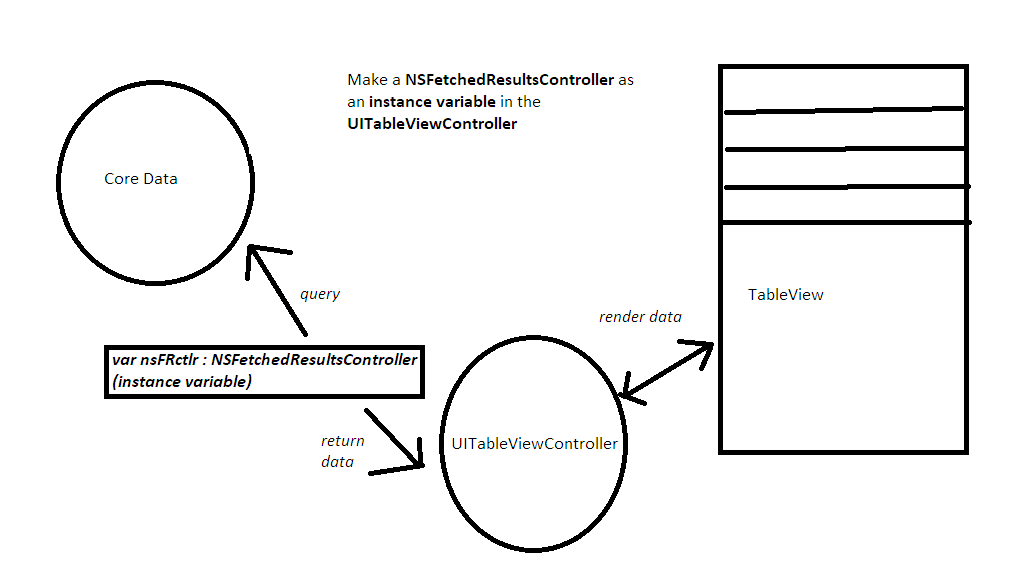 Make a NSFetchedResultsController as
an instance variable in the
UITableViewController
Core Data
query
TableView
render data
var nsFRctlr : NSFetchedResultsController
(instance variable)
return
data
UITableViewController